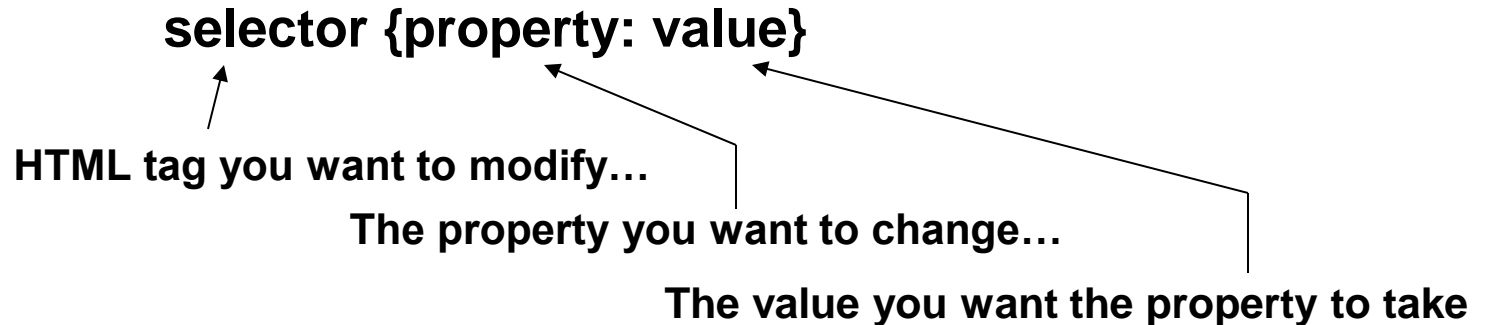 selector {property: value}
HTML tag you want to modify…
The property you want to change…
The value you want the property to take